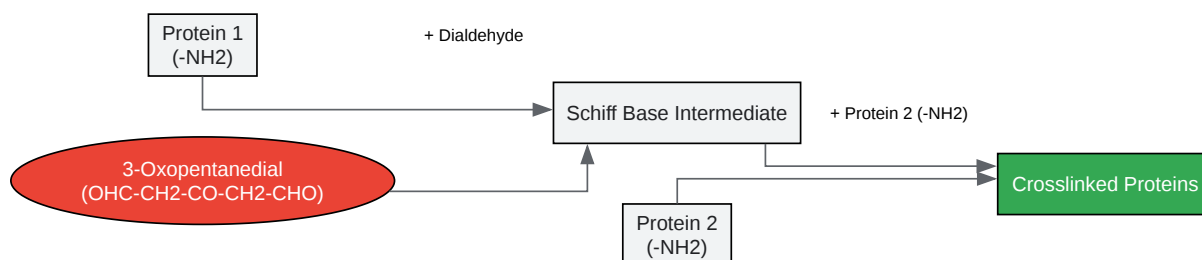 Protein 1
(-NH2)
+ Dialdehyde
Schiff Base Intermediate
+ Protein 2 (-NH2)
3-Oxopentanedial
(OHC-CH2-CO-CH2-CHO)
Crosslinked Proteins
Protein 2
(-NH2)